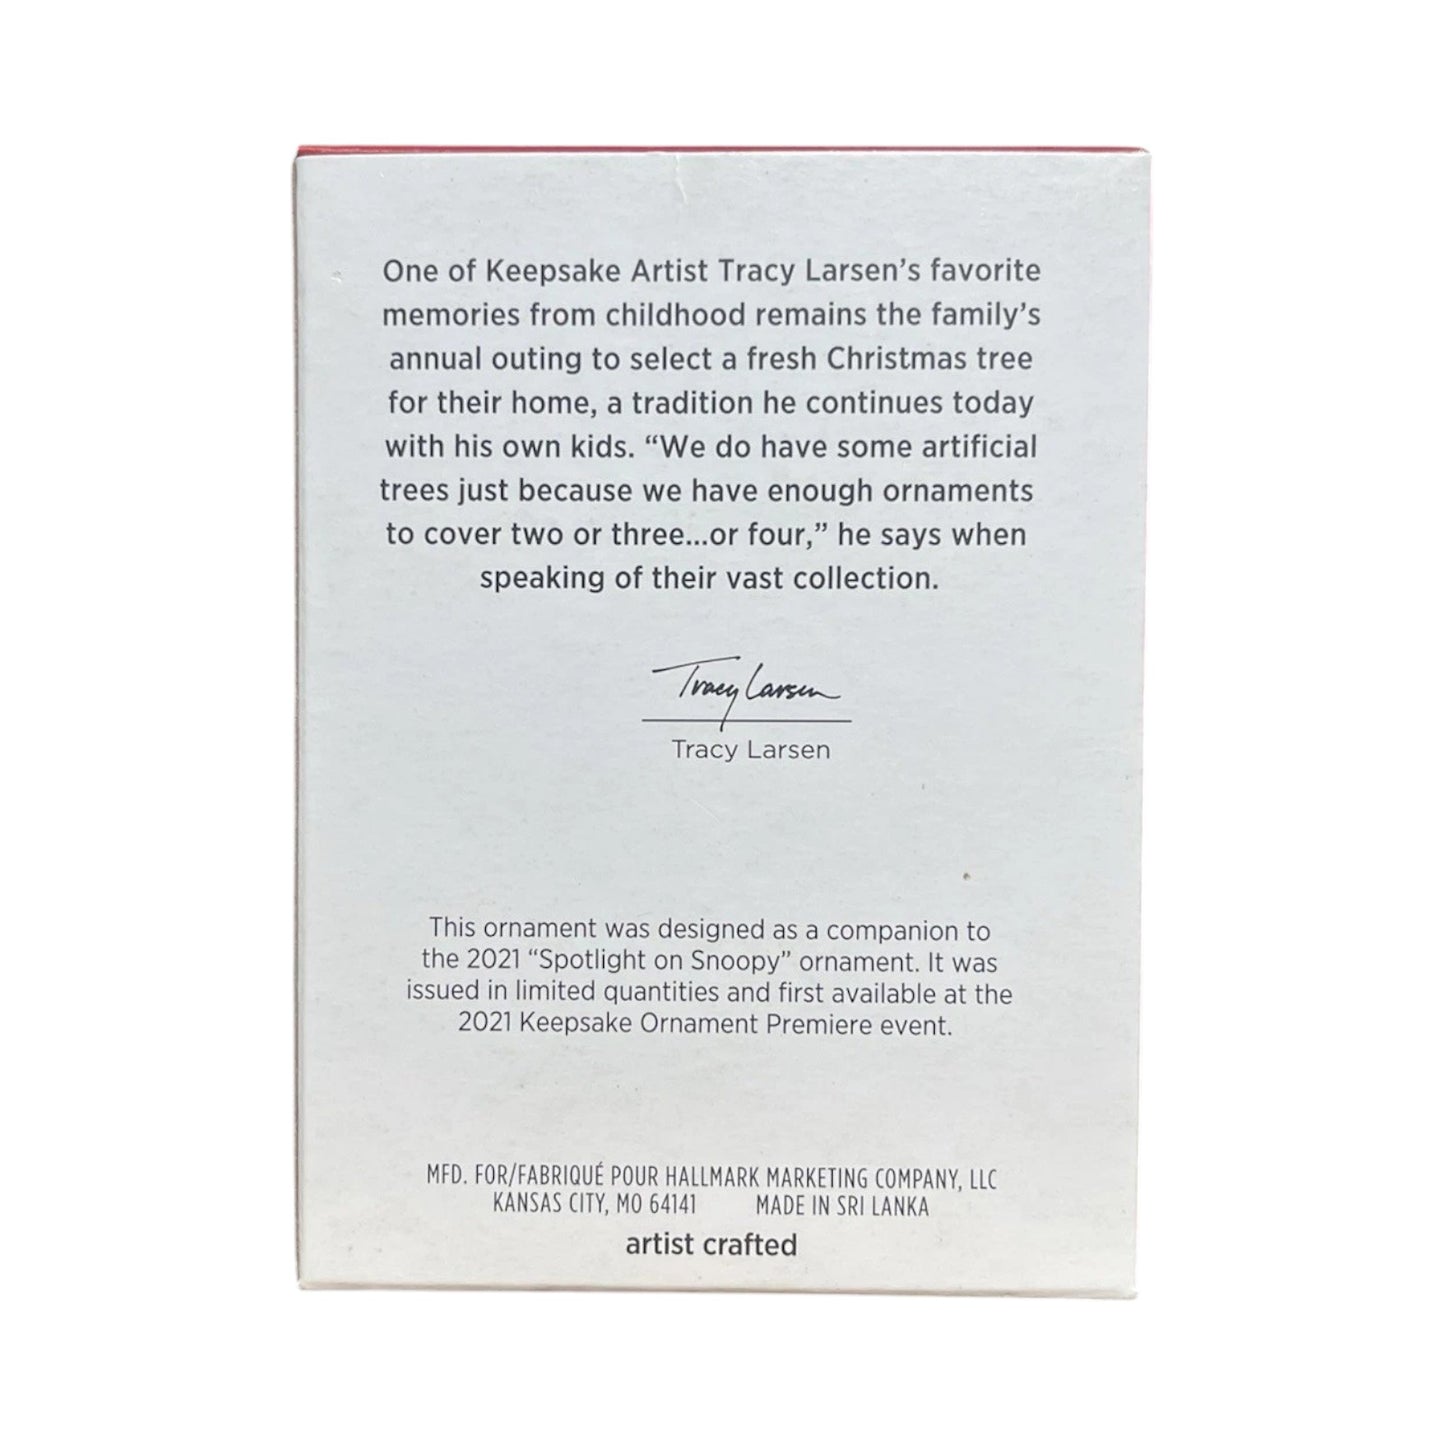 One of Keepsake Artist Tracy Larsen’s favorite
memories from childhood remains the family’s
annual outing to select a fresh Christmas tree
for their home, a tradition he continues today
with his own kids. “We do have some artificial
trees just because we have enough ornaments
to cover two or three...or four,” he says when
speaking of their vast collection.
Tracy Larsen
Tracy Larsen
This ornament was designed as a companion to
the 2021 “Spotlight on Snoopy” ornament. It was
issued in limited quantities and first available at the
2021 Keepsake Ornament Premiere event.
MFD. FOR/FABRIQUÉ POUR HALLMARK MARKETING COMPANY, LLC
KANSAS CITY, MO 64141 MADE IN SRI LANKA
artist crafted